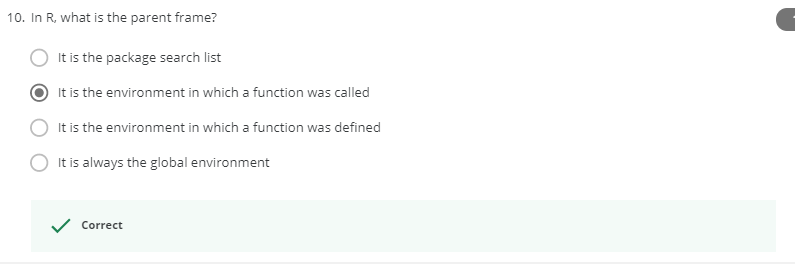 10. In R, what is the parent frame?
It is the package search list
It is the environment in which a function was called
It is the environment in which a function was defined
It is always the global environment
Correct